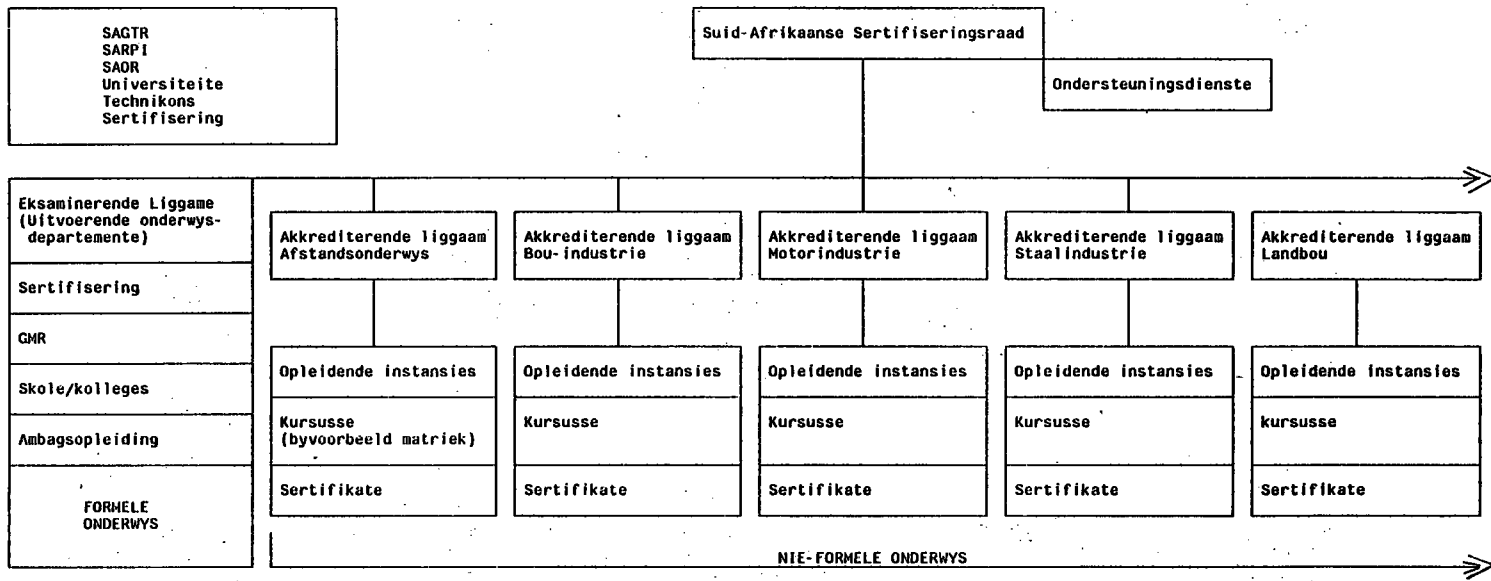 SAGTR
SARPI
SAOR
Universiteite
Technikons
Sertifisering
Suid-Afrikaanse Sertifiseringsraad
Ondersteuningsdienste
Eksaminerende Liggame
(Uitvoerende onderwys-
departemente)
Sertifisering
GMR
Skole/kolleges
Ambagsopleiding
FORMELE
ONDERWYS
Akkrediterende liggaam
Afstandsonderwys
Opleidende instansies
Kursusse
(byvoorbeeld matriek)
Sertifikate
Akkrediterende liggaam
Bou-industrie
Opleidende instansies
Kursusse
Sertifikate
Akkrediterende liggaam
Motorindustrie
Opleidende instansies
Kursusse
Sertifikate
Akkrediterende liggaam
Staalindustrie
Opleidende instansies
Kursusse
Sertifikate
Akkrediterende liggaam
Landbou
Opleidende instansies
kursusse
Sertifikate
NIE-FORMELE ONDERWYS